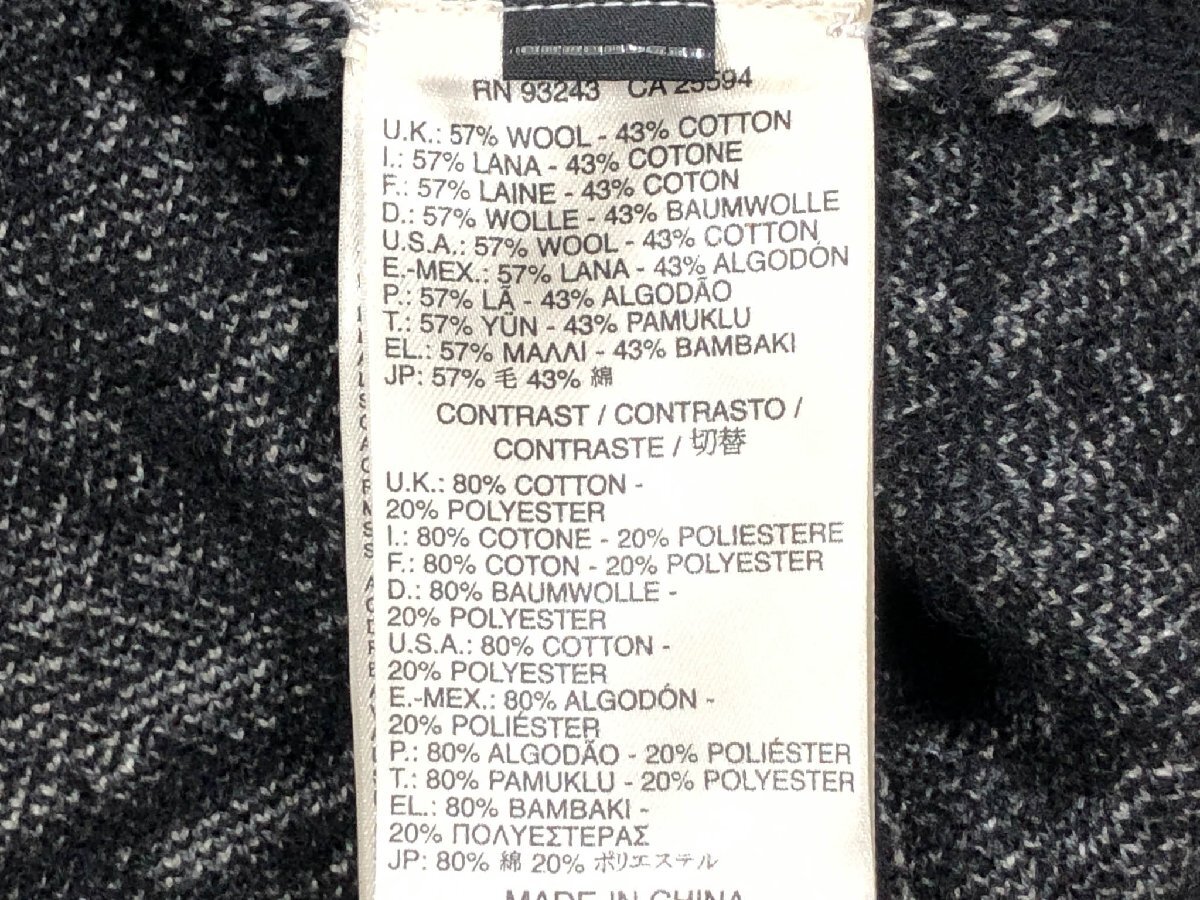 RN 93243 CA 25594
U.K.: 57% WOOL - 43% COTTON
I.: 57% LANA - 43% COTONE
F.: 57% LAINE - 43% COTON
D.: 57% WOLLE - 43% BAUMWOLLE
U.S.A.: 57% WOOL - 43% COTTON
E.-MEX.: 57% LANA - 43% ALGODÓN
P.: 57% LÃ - 43% ALGODÃO
T.: 57% YÜN - 43% PAMUKLU
EL.: 57% ΜΑΛΛΙ - 43% ΒΑΜΒΑΚΙ
JP: 57% 毛 43% 綿
CONTRAST / CONTRASTO /
CONTRASTE / 切替
U.K.: 80% COTTON -
20% POLYESTER
I.: 80% COTONE - 20% POLIESTERE
F.: 80% COTON - 20% POLYESTER
D.: 80% BAUMWOLLE -
20% POLYESTER
U.S.A.: 80% COTTON -
20% POLYESTER
E.-MEX.: 80% ALGODÓN -
20% POLIÉSTER
P.: 80% ALGODÃO - 20% POLIÉSTER
T.: 80% PAMUKLU - 20% POLYESTER
EL.: 80% ΒΑΜΒΑΚΙ -
20% ΠΟΛΥΕΣΤΕΡΑΣ
JP: 80% 綿 20% ポリエステル
MADE IN CHINA